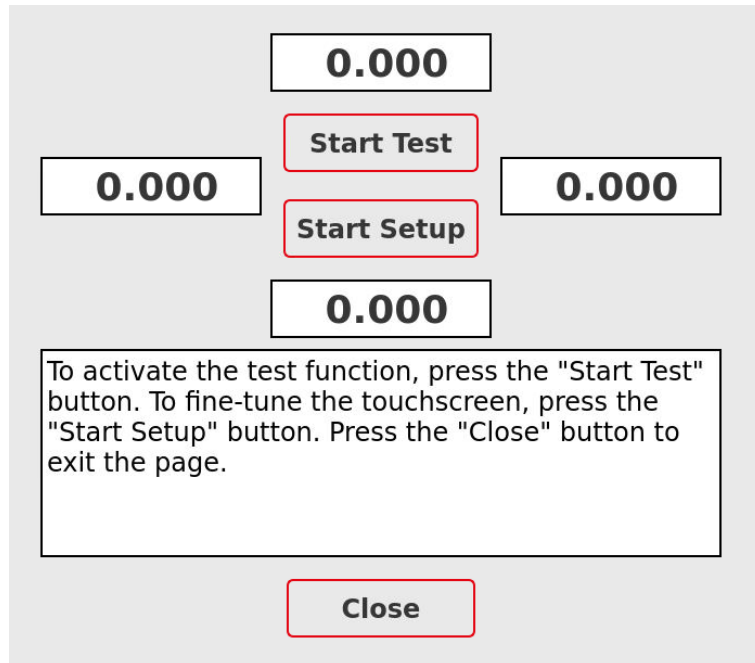 0.000
Start Test
0.000
0.000
Start Setup
0.000
To activate the test function, press the "Start Test"
button. To fine-tune the touchscreen, press the
"Start Setup" button. Press the "Close" button to
exit the page.
Close